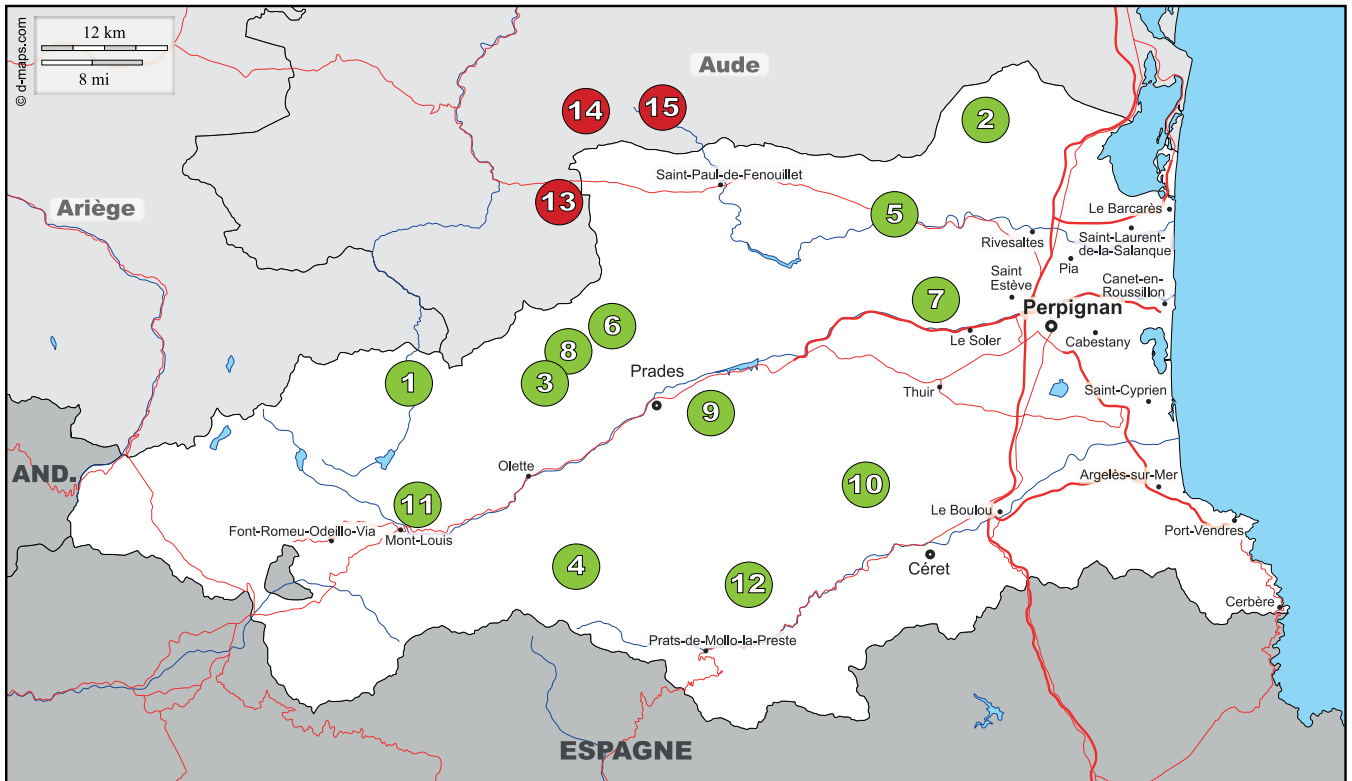 12 km
8 mi
© d-maps.com
Aude
14
15
2
Saint-Paul-de-Fenouillet
13
Ariège
5
Le Barcarès
Rivesaltes
Saint-Laurent-
de-la-Salanque
Pia
Saint
Estève
Canet-en-
Roussillon
7
Perpignan
6
8
Le Soler
Cabestany
1
3
Prades
Thuir
Saint-Cyprien
9
AND.
Olette
10
Argelès-sur-Mer
11
Le Boulou
Font-Romeu-Odeillo-Via
Mont-Louis
Port-Vendres
4
Céret
12
Cerbère
Prats-de-Mollo-la-Preste
ESPAGNE